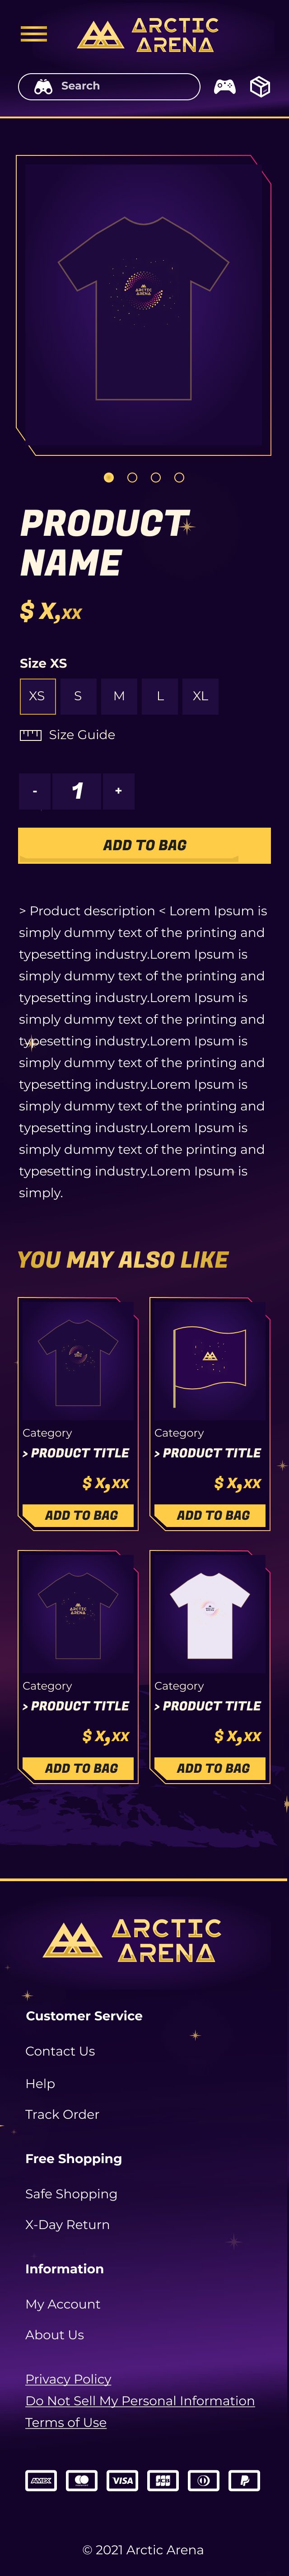 ARCTIC
ARENA
Search
ARCTIC
ARENA
PRODUCT
NAME
$ X,XX
Size XS
XS S M L XL
Size Guide
- 1 +
ADD TO BAG
> Product description < Lorem Ipsum is
simply dummy text of the printing and
typesetting industry.Lorem Ipsum is
simply dummy text of the printing and
typesetting industry.Lorem Ipsum is
simply dummy text of the printing and
typesetting industry.Lorem Ipsum is
simply dummy text of the printing and
typesetting industry.Lorem Ipsum is
simply dummy text of the printing and
typesetting industry.Lorem Ipsum is
simply dummy text of the printing and
typesetting industry.Lorem Ipsum is
simply.
YOU MAY ALSO LIKE
Category Category
> PRODUCT TITLE > PRODUCT TITLE
$ X,XX $ X,XX
ADD TO BAG ADD TO BAG
ARCTIC
ARENA
Category Category
> PRODUCT TITLE > PRODUCT TITLE
$ X,XX $ X,XX
ADD TO BAG ADD TO BAG
ARCTIC
ARENA
Customer Service
Contact Us
Help
Track Order
Free Shopping
Safe Shopping
X-Day Return
Information
My Account
About Us
Privacy Policy
Do Not Sell My Personal Information
Terms of Use
AMEX VISA JCB
© 2021 Arctic Arena